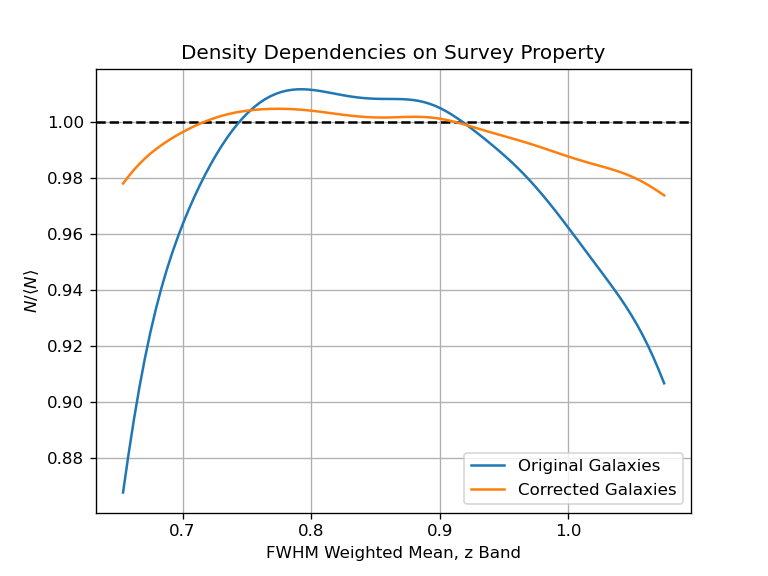 Density Dependencies on Survey Property
N/⟨N⟩
1.00
0.98
0.96
0.94
0.92
0.90
0.88
0.7
0.8
0.9
1.0
FWHM Weighted Mean, z Band
Original Galaxies
Corrected Galaxies